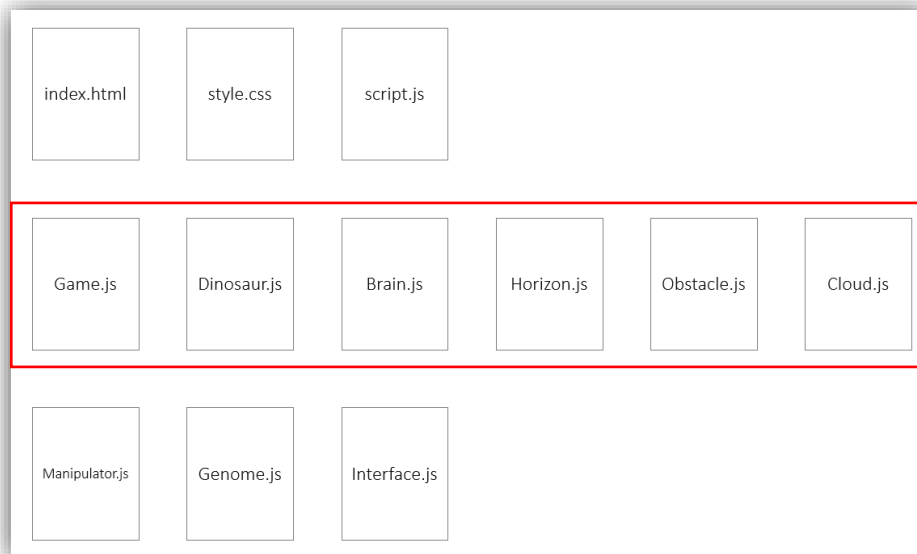 index.html style.css script.js
Game.js Dinosaur.js Brain.js Horizon.js Obstacle.js Cloud.js
Manipulator.js Genome.js Interface.js